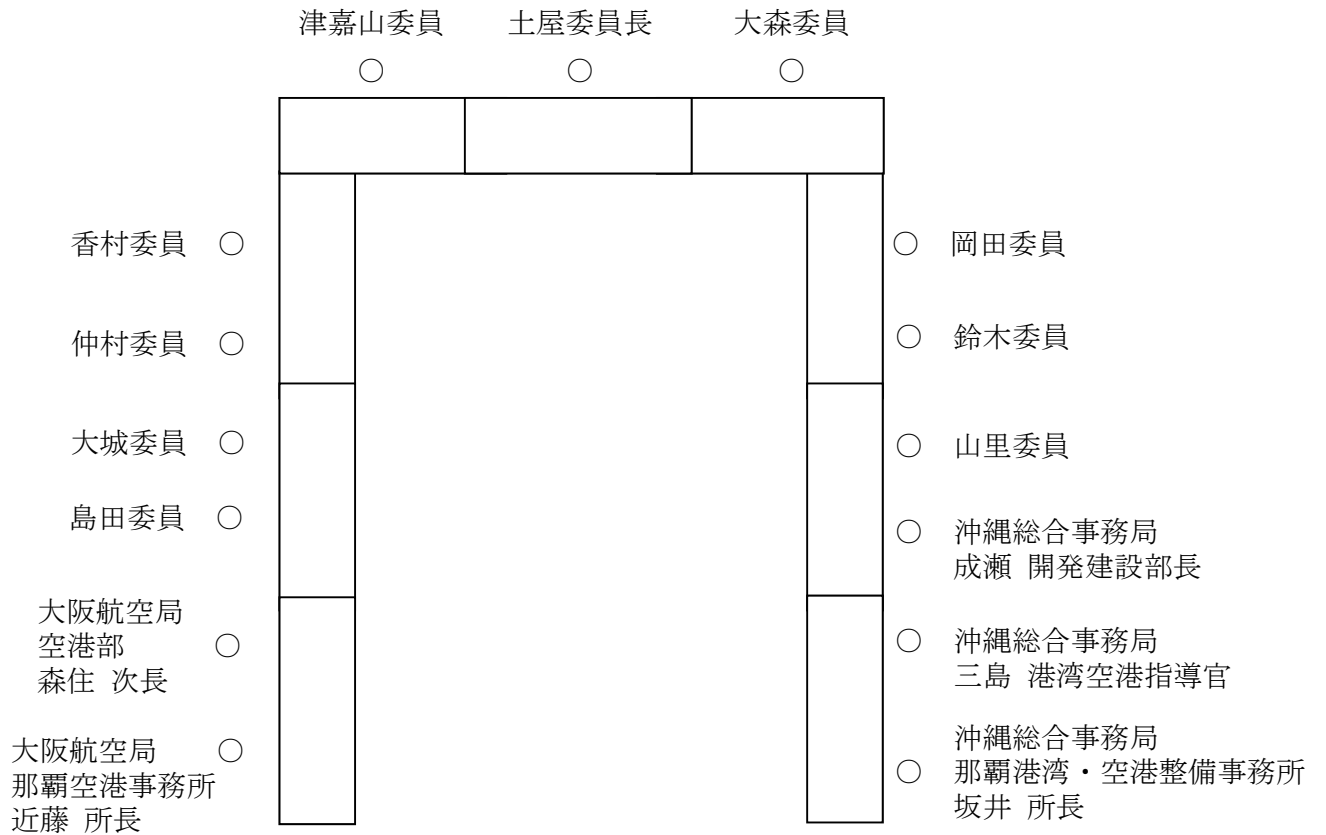 津嘉山委員 土屋委員長 大森委員
香村委員
仲村委員
大城委員
島田委員
大阪航空局
空港部
森住 次長
大阪航空局
那覇空港事務所
近藤 所長
岡田委員
鈴木委員
山里委員
沖縄総合事務局
成瀬 開発建設部長
沖縄総合事務局
三島 港湾空港指導官
沖縄総合事務局
那覇港湾・空港整備事務所
坂井 所長